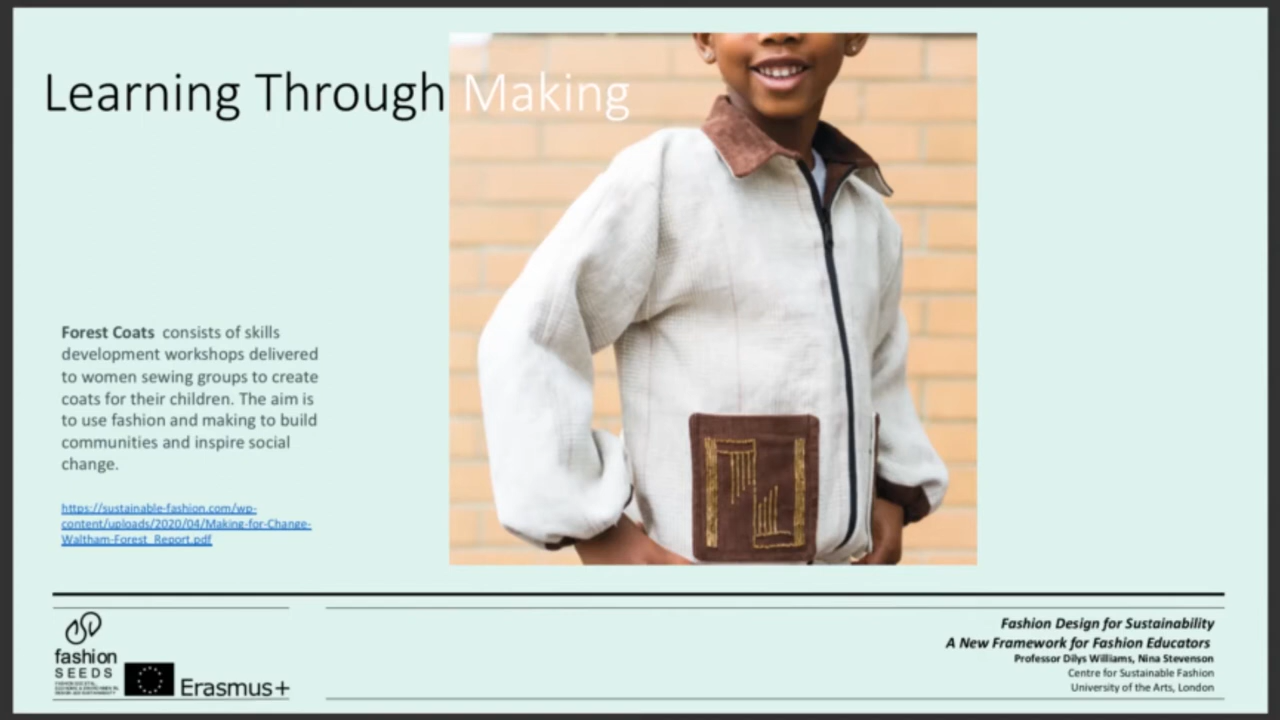 Learning Through Making
Forest Coats consists of skills
development workshops delivered
to women sewing groups to create
coats for their children. The aim is
to use fashion and making to build
communities and inspire social
change.
https://sustainable-fashion.com/wp-
content/uploads/2020/04/Making-for-Change-
Waltham-Forest_Report.pdf
fashion
SEEDS
Erasmus+
Fashion Design for Sustainability
A New Framework for Fashion Educators
Professor Dilys Williams, Nina Stevenson
Centre for Sustainable Fashion
University of the Arts, London